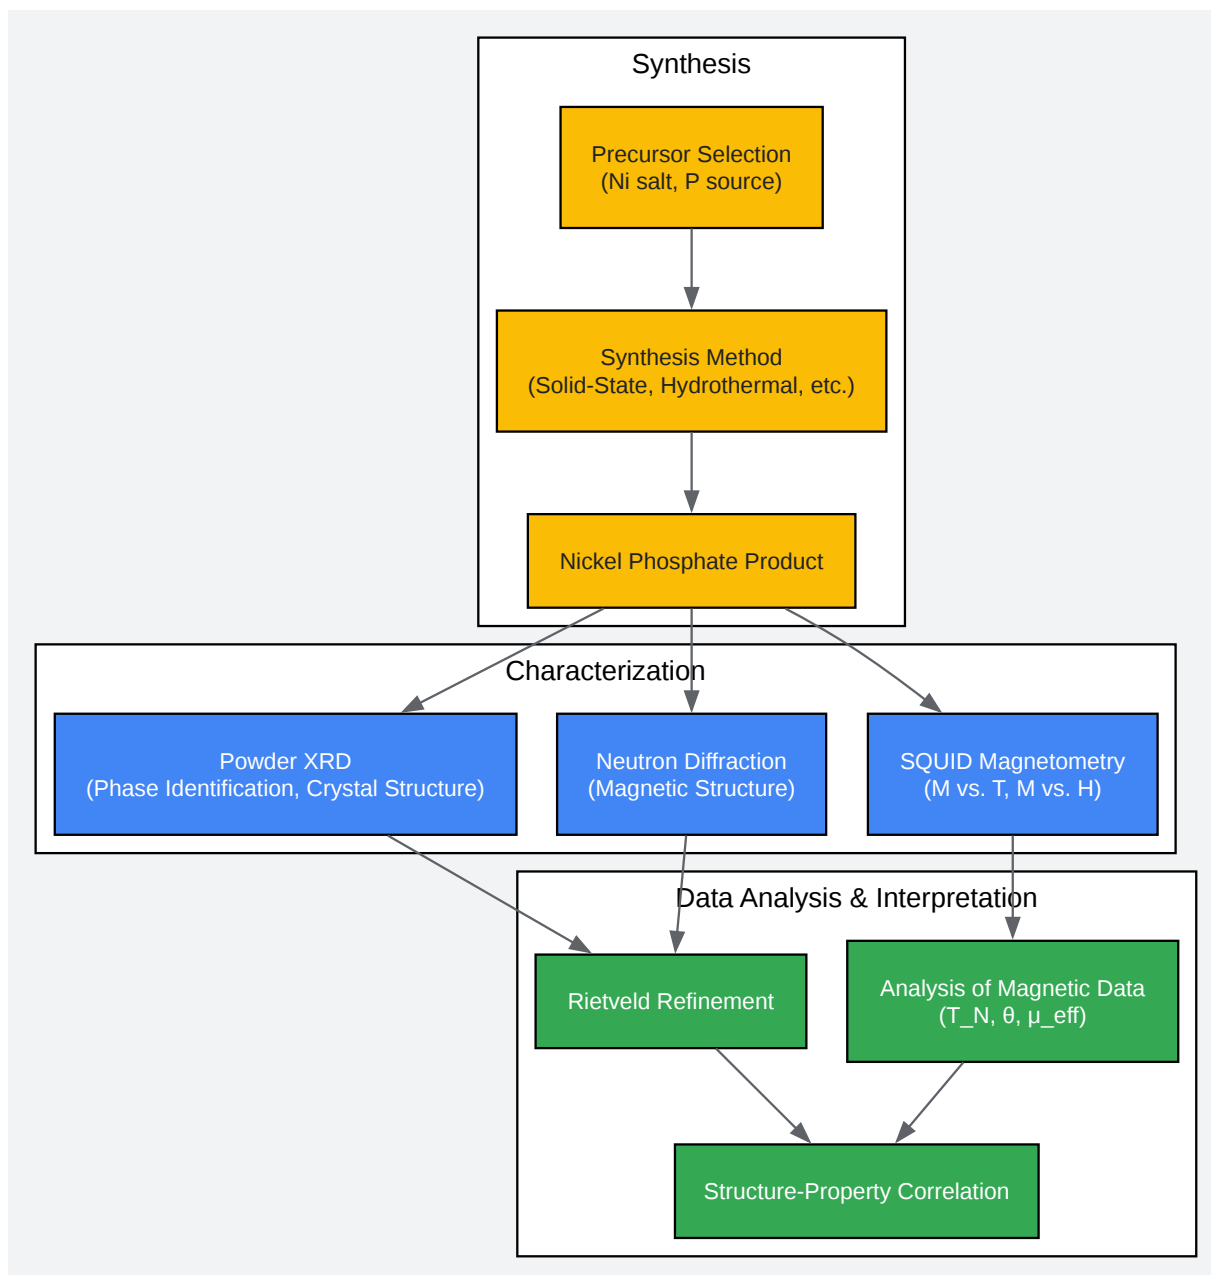 Synthesis
Precursor Selection
(Ni salt, P source)
Synthesis Method
(Solid-State, Hydrothermal, etc.)
Nickel Phosphate Product
Characterization
Powder XRD
(Phase Identification, Crystal Structure)
Neutron Diffraction
(Magnetic Structure)
SQUID Magnetometry
(M vs. T, M vs. H)
Data Analysis & Interpretation
Rietveld Refinement
Analysis of Magnetic Data
(T_N, θ, μ_eff)
Structure-Property Correlation